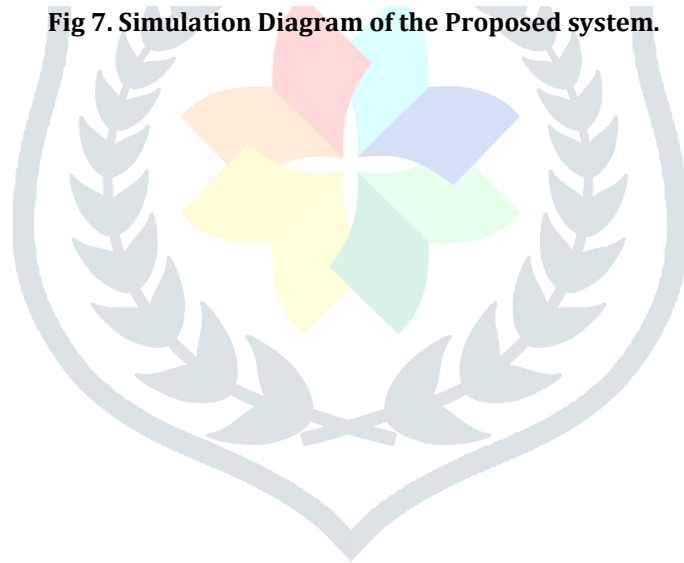 Fig 7. Simulation Diagram of the Proposed system.